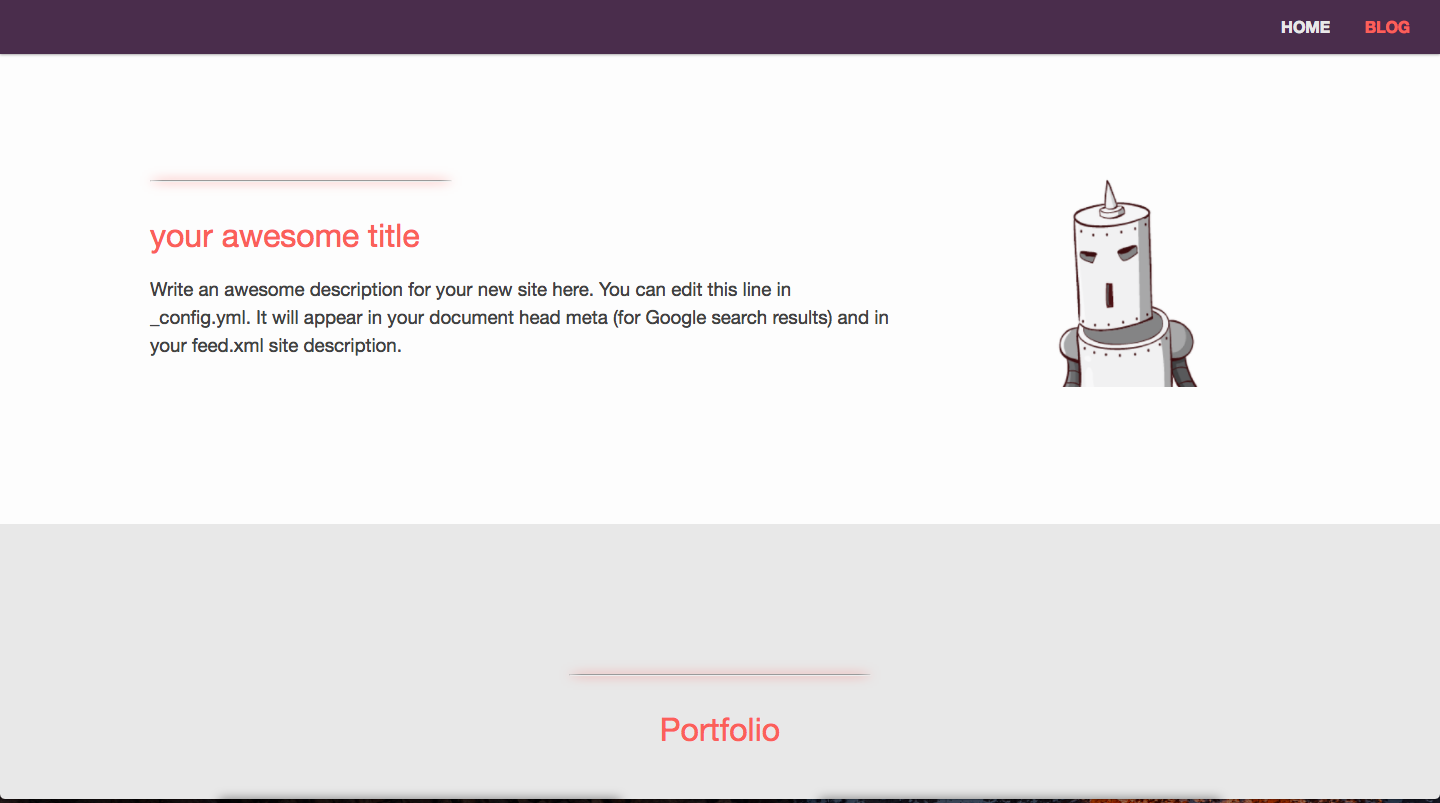 HOME BLOG
your awesome title
Write an awesome description for your new site here. You can edit this line in
_config.yml. It will appear in your document head meta (for Google search results) and in
your feed.xml site description.
Portfolio